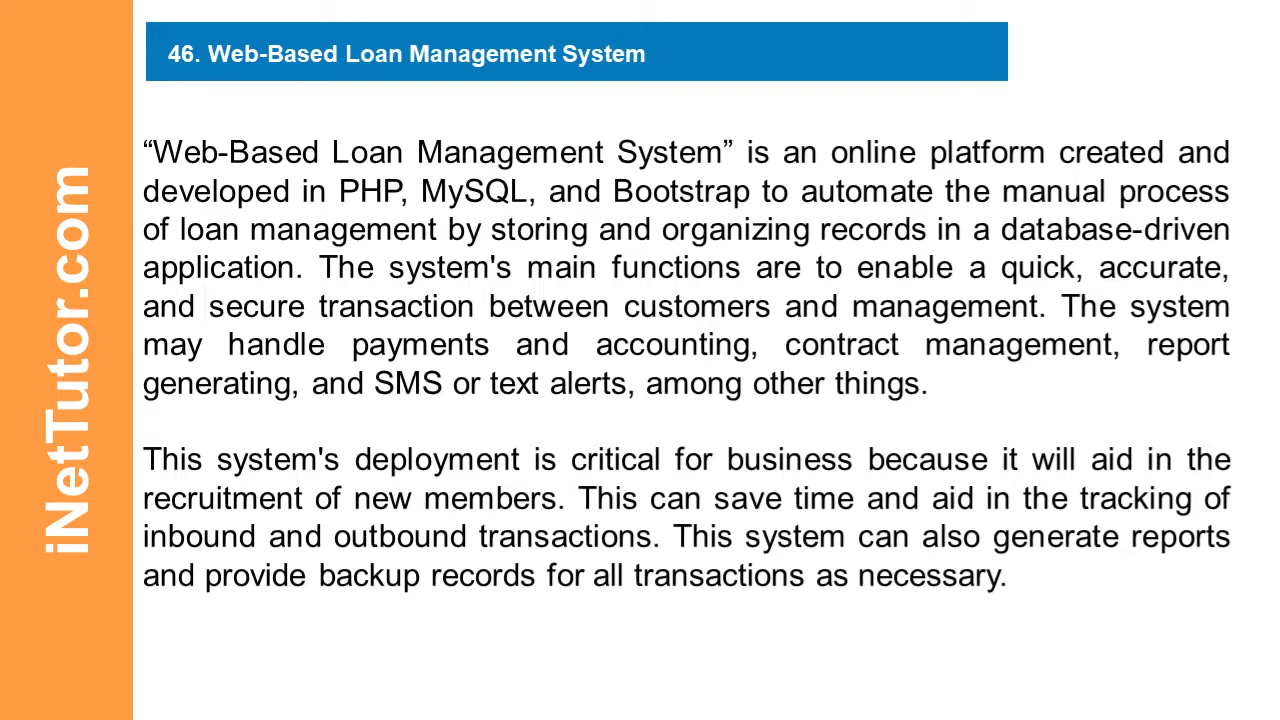 46. Web-Based Loan Management System
“Web-Based Loan Management System” is an online platform created and
developed in PHP, MySQL, and Bootstrap to automate the manual process
of loan management by storing and organizing records in a database-driven
application. The system's main functions are to enable a quick, accurate,
and secure transaction between customers and management. The system
may handle payments and accounting, contract management, report
generating, and SMS or text alerts, among other things.
This system's deployment is critical for business because it will aid in the
recruitment of new members. This can save time and aid in the tracking of
inbound and outbound transactions. This system can also generate reports
and provide backup records for all transactions as necessary.
iNetTutor.com